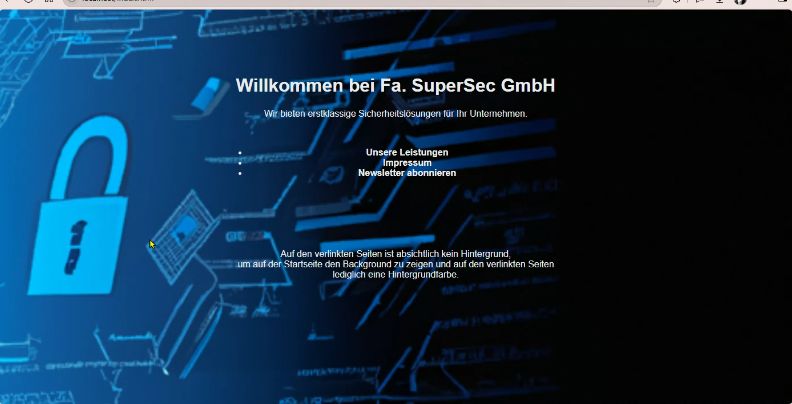 Willkommen bei Fa. SuperSec GmbH
Wir bieten erstklassige Sicherheitslösungen für Ihr Unternehmen.
Unsere Leistungen
Impressum
Newsletter abonnieren
Auf den verlinkten Seiten ist absichtlich kein Hintergrund,
um auf der Startseite den Background zu zeigen und auf den verlinkten Seiten
lediglich eine Hintergrundfarbe.